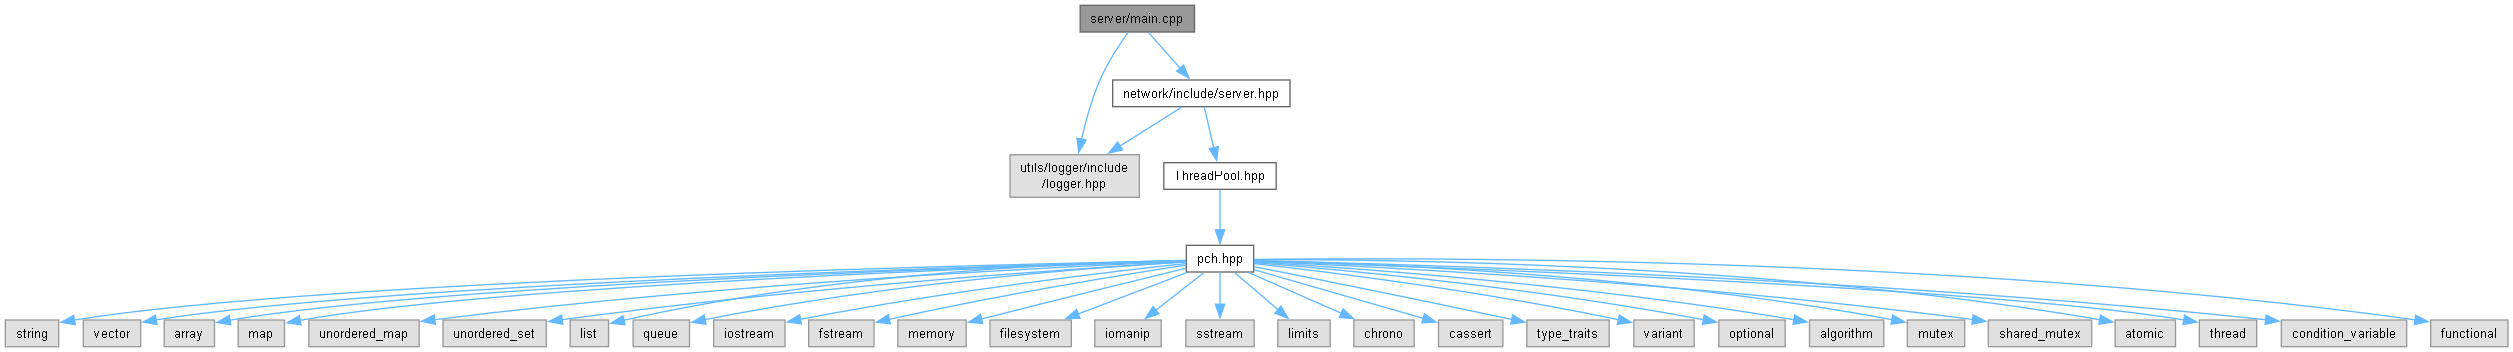 server/main.cpp
network/include/server.hpp
utils/logger/include
/logger.hpp
ThreadPool.hpp
pch.hpp
string
vector
array
map
unordered_map
unordered_set
list
queue
iostream
fstream
memory
filesystem
iomanip
sstream
limits
chrono
cassert
type_traits
variant
optional
algorithm
mutex
shared_mutex
atomic
thread
condition_variable
functional